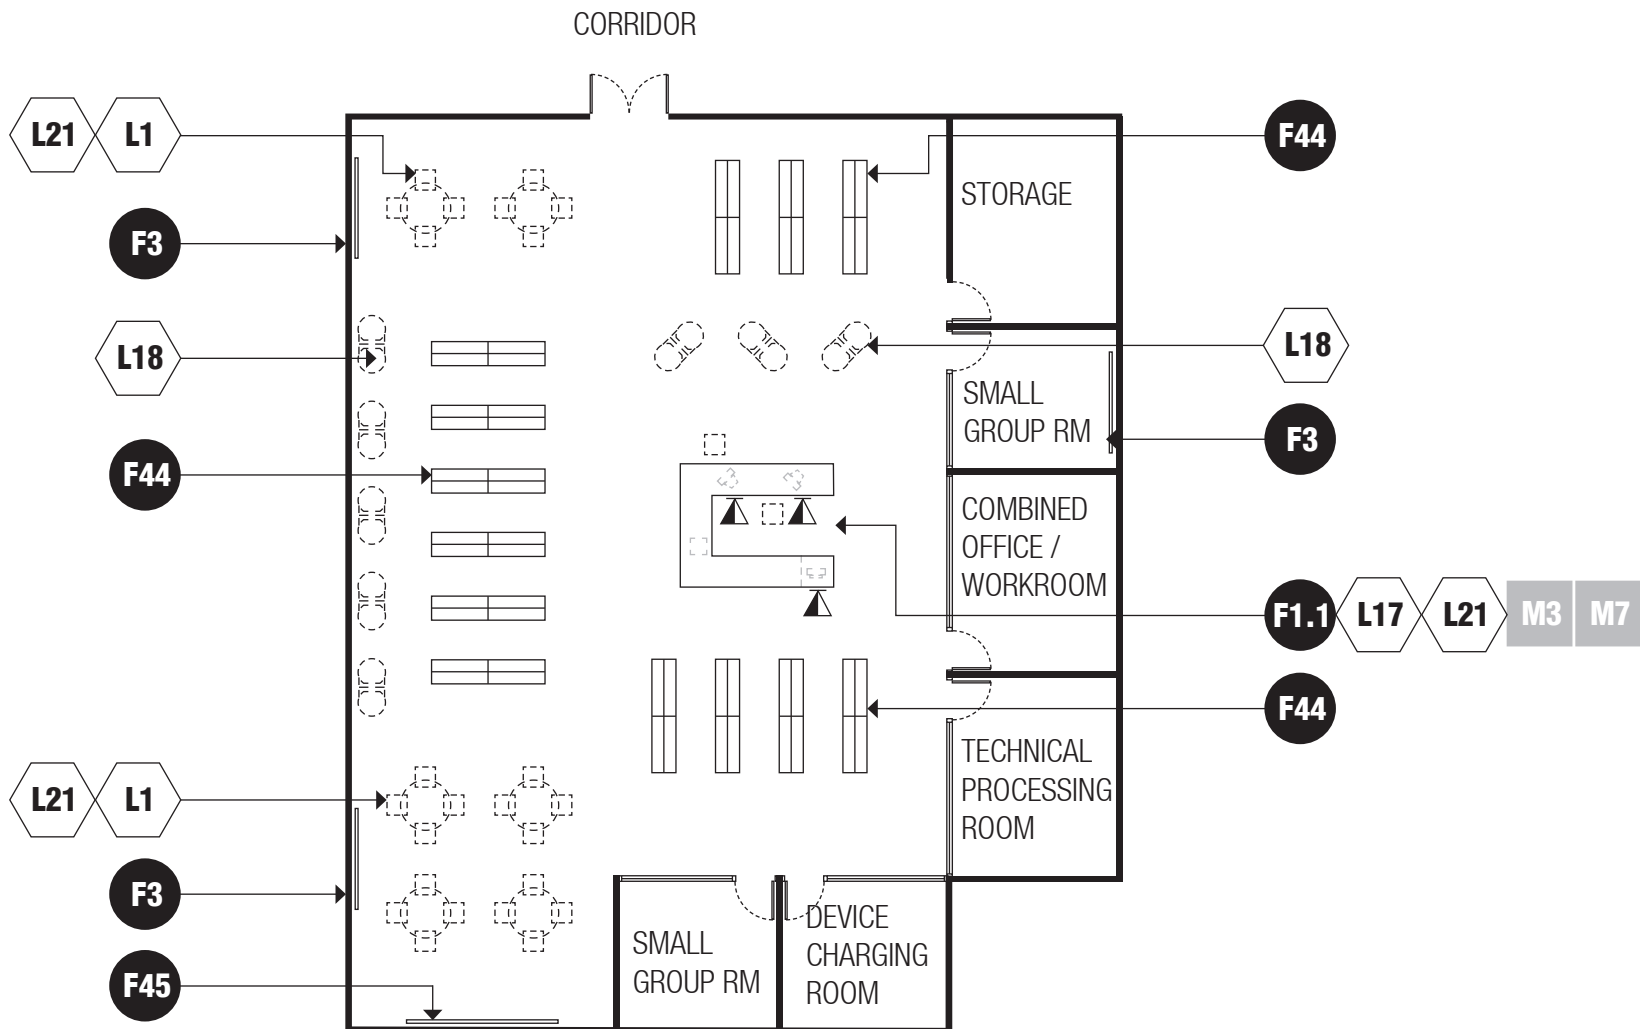 CORRIDOR
L21 L1
F44
STORAGE
F3
L18
L18
SMALL
GROUP RM
F3
F44
COMBINED
OFFICE /
WORKROOM
F1.1 L17 L21 M3 M7
F44
TECHNICAL
PROCESSING
ROOM
L21 L1
F3
F45
SMALL
GROUP RM
DEVICE
CHARGING
ROOM